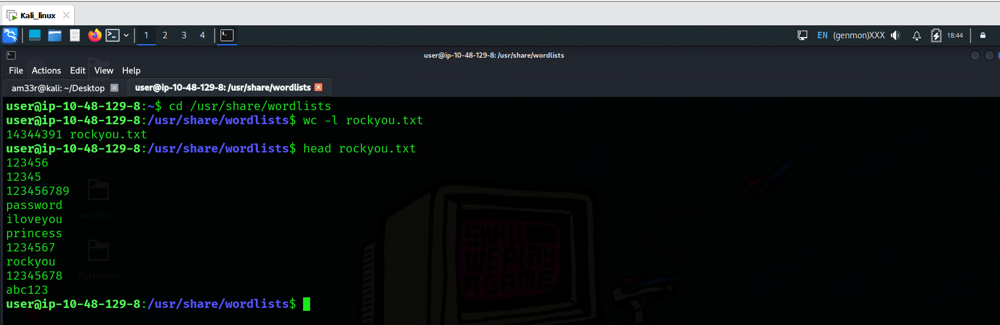 Kali_linux
1 2 3 4 EN (genmon)XXX 18:44
user@ip-10-48-129-8: /usr/share/wordlists
File Actions Edit View Help
am33r@kali: ~/Desktop user@ip-10-48-129-8: /usr/share/wordlists
user@ip-10-48-129-8:~$ cd /usr/share/wordlists
user@ip-10-48-129-8:/usr/share/wordlists$ wc -l rockyou.txt
14344391 rockyou.txt
user@ip-10-48-129-8:/usr/share/wordlists$ head rockyou.txt
123456
12345
123456789
password
iloveyou
princess
1234567
rockyou
12345678
abc123
user@ip-10-48-129-8:/usr/share/wordlists$
wordlists
TryHackMe
SHALL
WE PLAY
A GAME